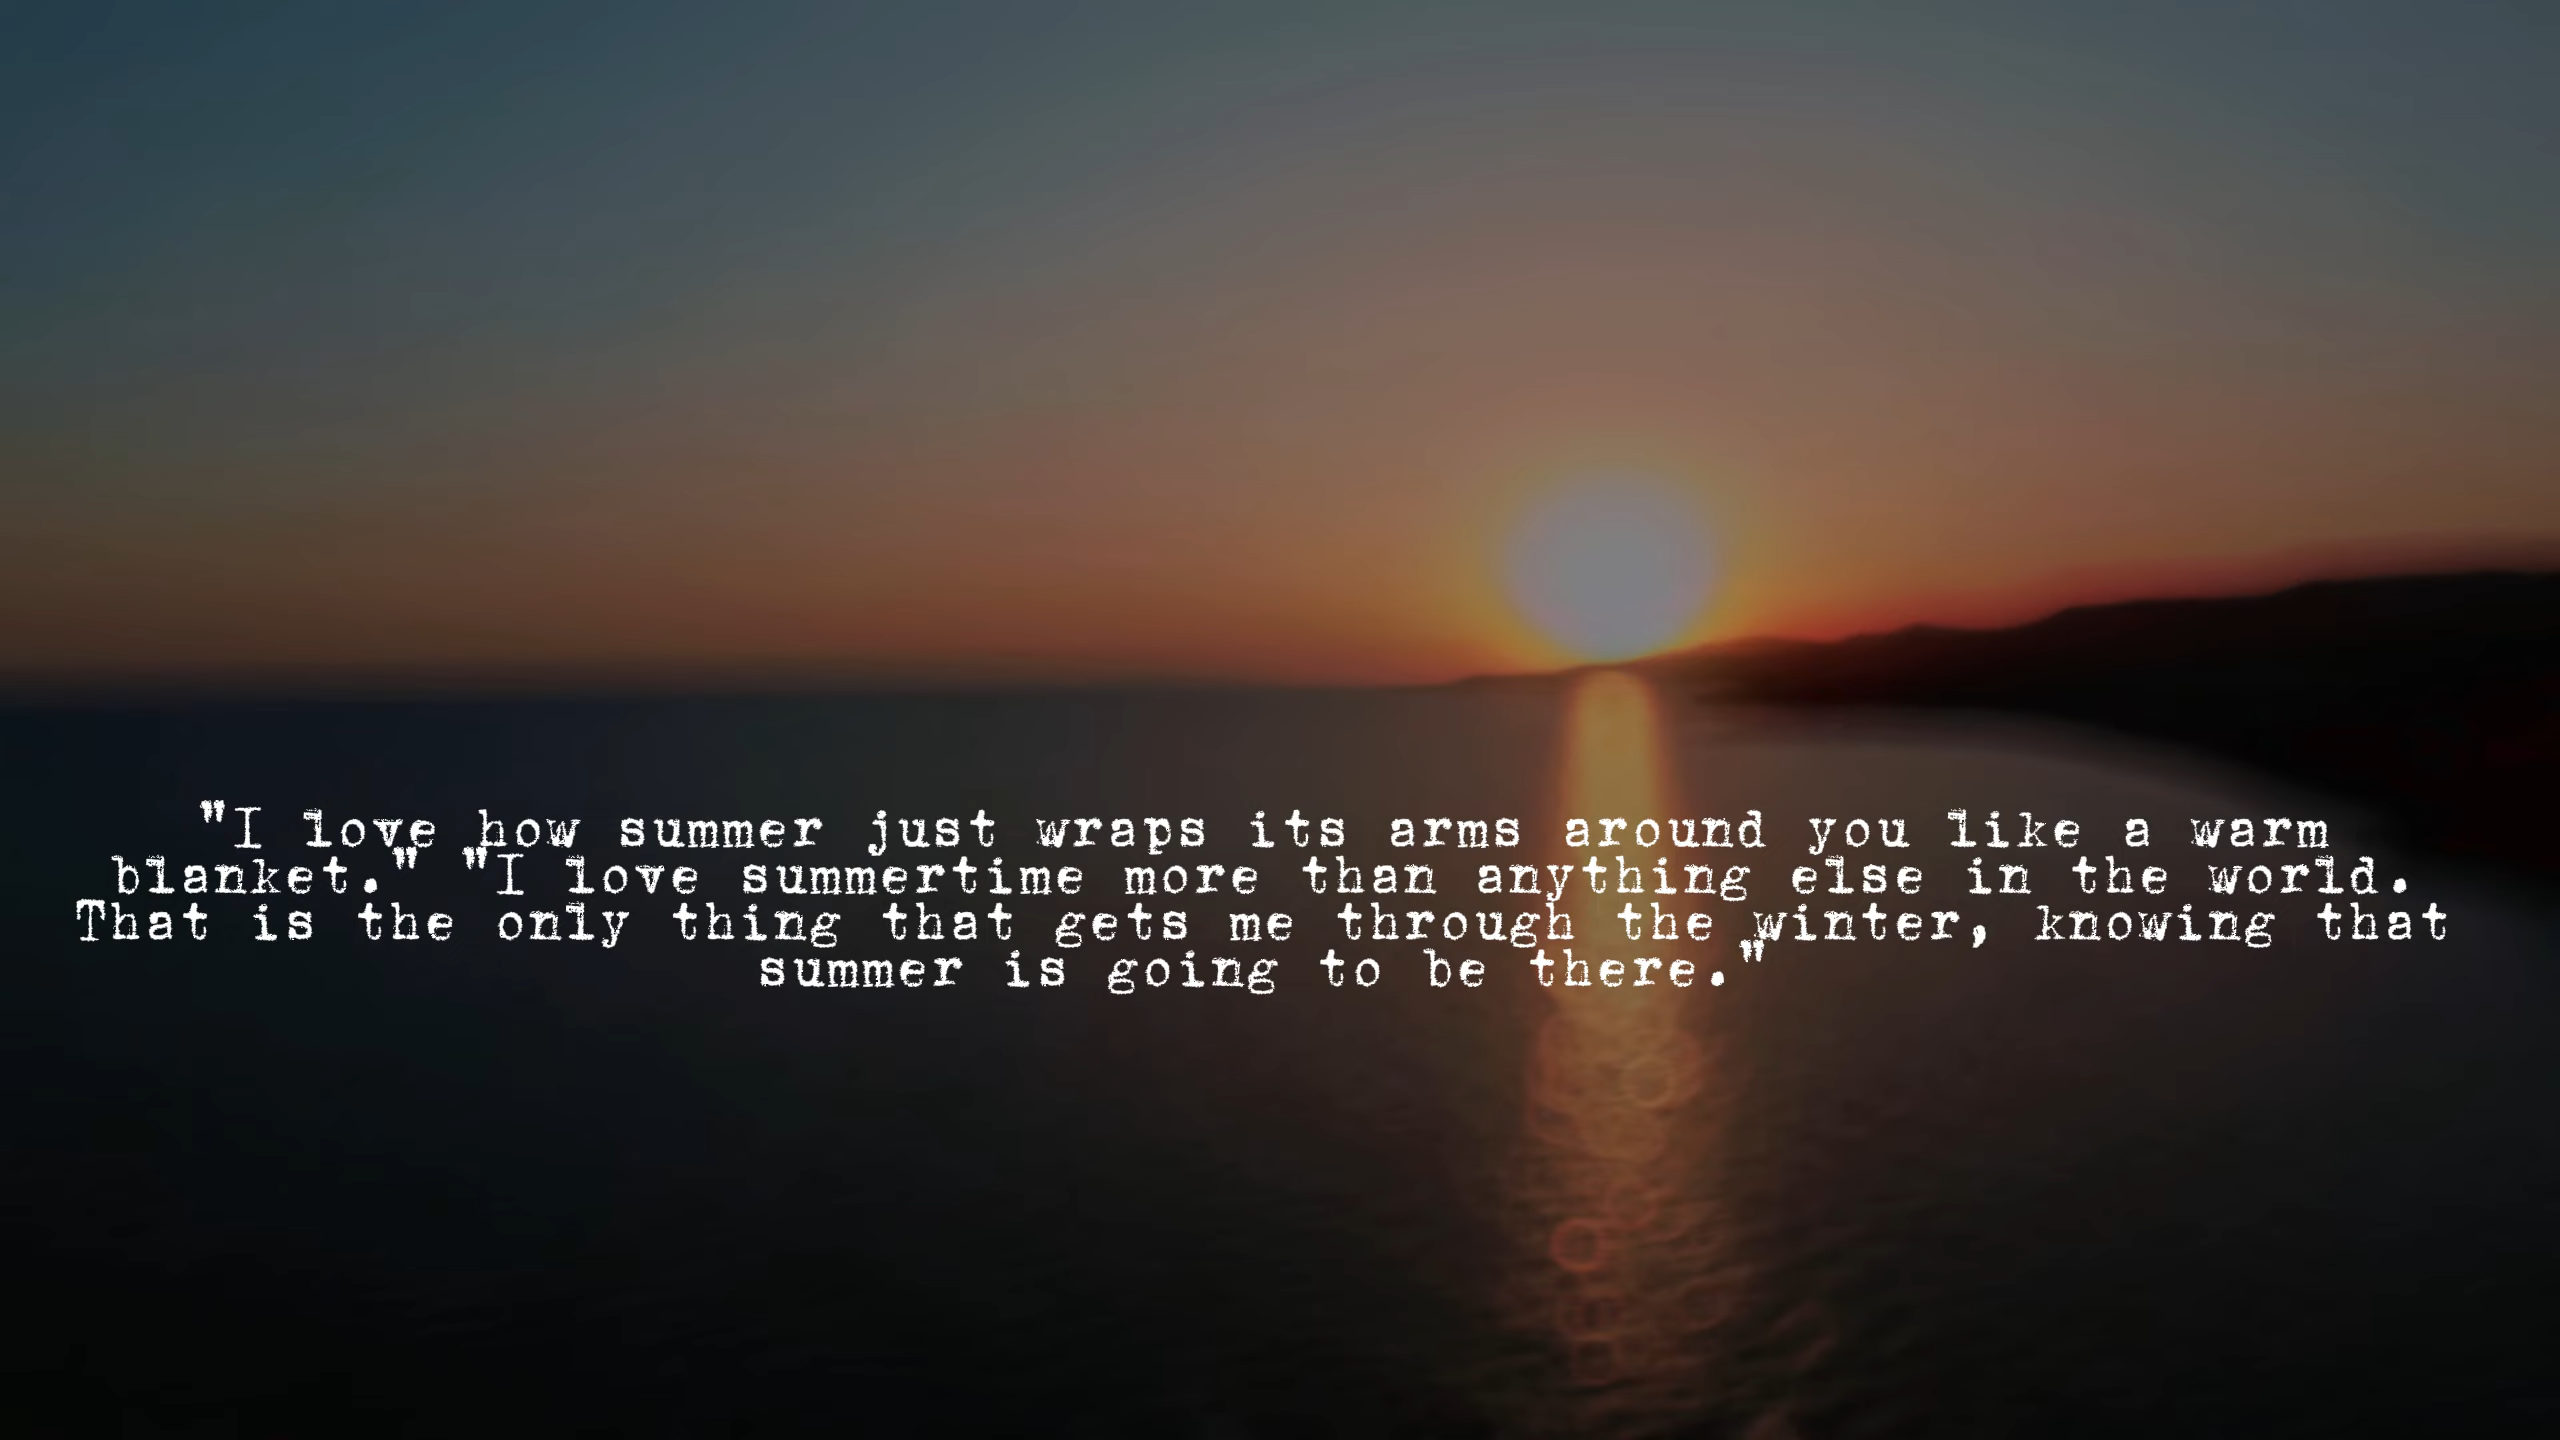 "I love how summer just wraps its arms around you like a warm
blanket." "I love summertime more than anything else in the world.
That is the only thing that gets me through the winter, knowing that
summer is going to be there."